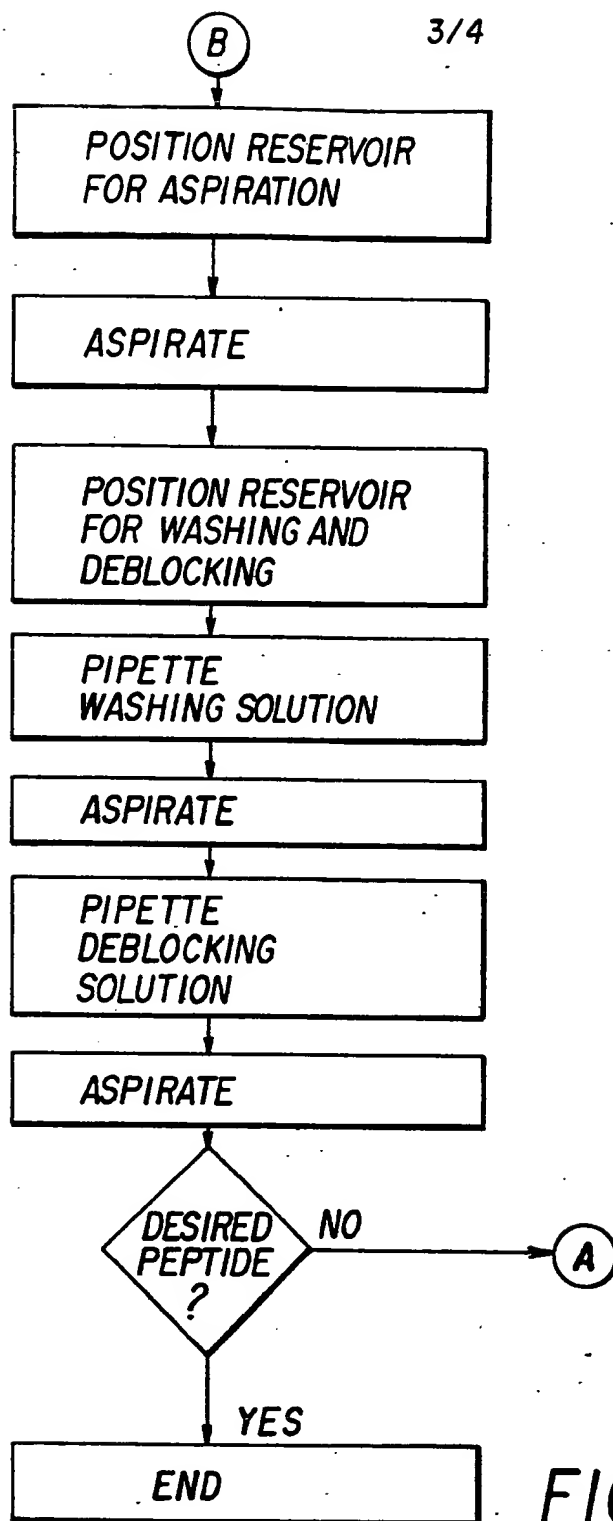 B
3/4
POSITION RESERVOIR
FOR ASPIRATION
ASPIRATE
POSITION RESERVOIR
FOR WASHING AND
DEBLOCKING
PIPETTE
WASHING SOLUTION
ASPIRATE
PIPETTE
DEBLOCKING
SOLUTION
ASPIRATE
DESIRED
PEPTIDE
?
NO
A
YES
END